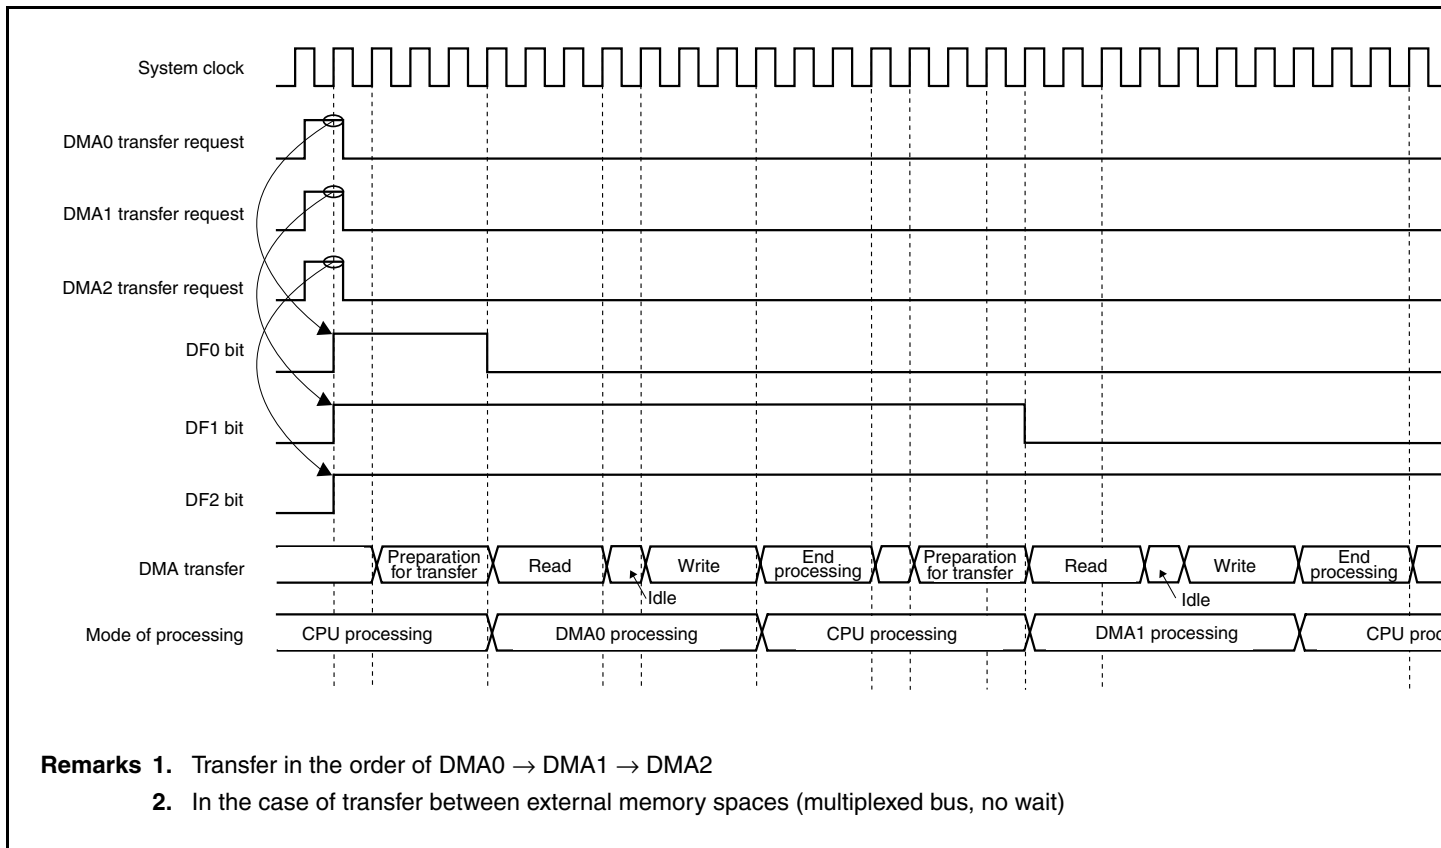 System clock
DMA0 transfer request
DMA1 transfer request
DMA2 transfer request
DF0 bit
DF1 bit
DF2 bit
DMA transfer
Preparation
for transfer
Read
Idle
Write
End
processing
Preparation
for transfer
Read
Idle
Write
End
processing
Mode of processing
CPU processing
DMA0 processing
CPU processing
DMA1 processing
CPU proc
Remarks 1. Transfer in the order of DMA0 → DMA1 → DMA2
2. In the case of transfer between external memory spaces (multiplexed bus, no wait)